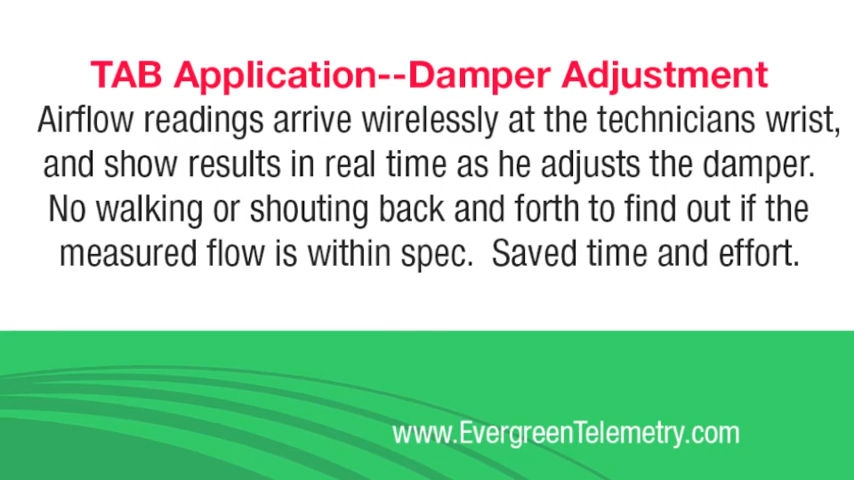 TAB Application--Damper Adjustment
Airflow readings arrive wirelessly at the technicians wrist,
and show results in real time as he adjusts the damper.
No walking or shouting back and forth to find out if the
measured flow is within spec.  Saved time and effort.
www.EvergreenTelemetry.com